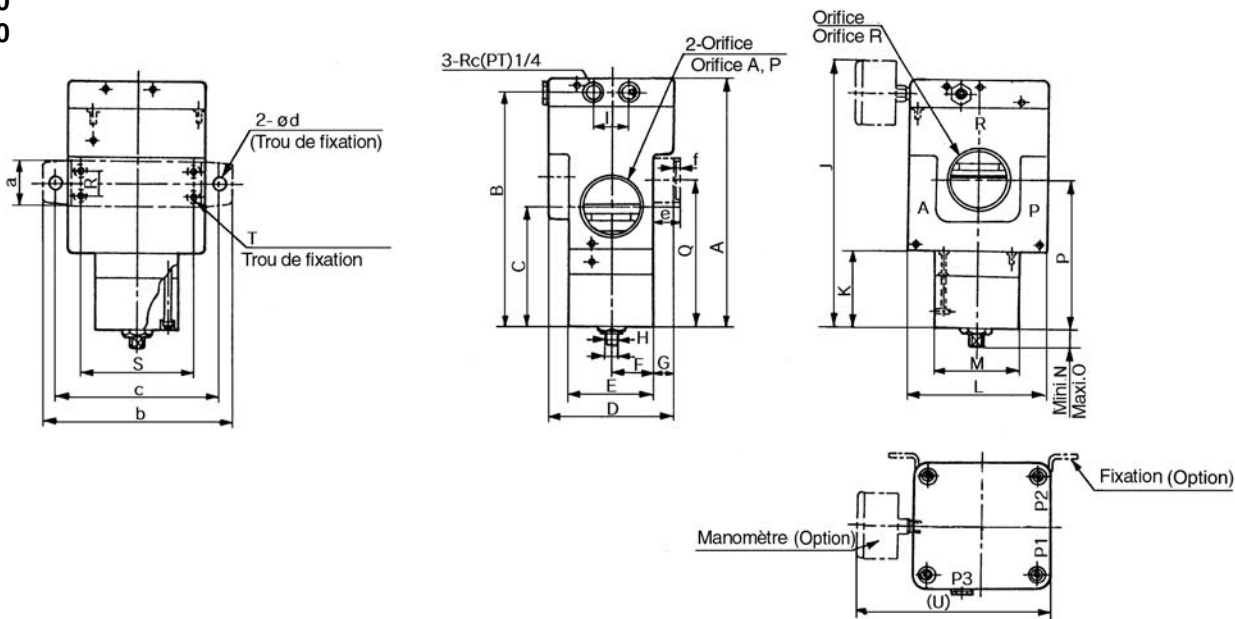 0
0
2- ød
(Trou de fixation)
a
R
T
Trou de fixation
S
c
b
3-Rc(PT)1/4
2-Orifice
Orifice A, P
I
B
C
f
e
Q
A
H
F
G
E
D
Orifice
Orifice R
J
R
A
P
K
P
M
L
Mini.N
Maxi.O
Fixation (Option)
P2
Manomètre (Option)
P1
P3
(U)